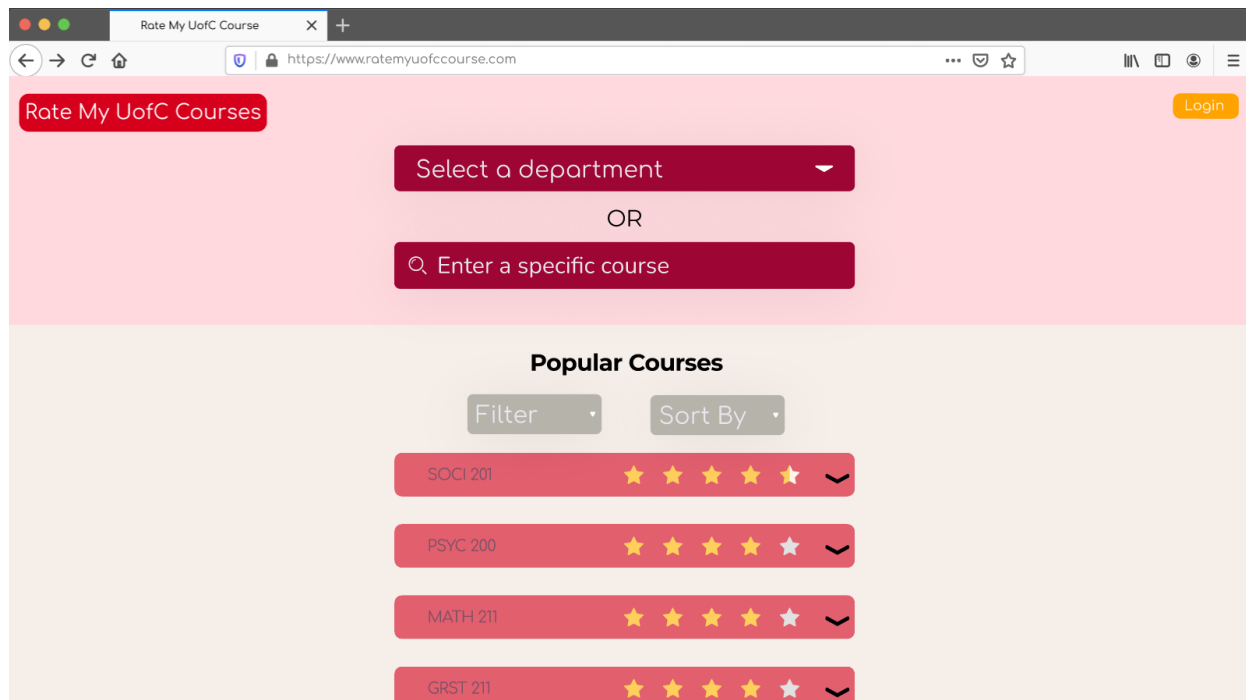 Rate My UofC Course
https://www.ratemyuofccourse.com
Rate My UofC Courses
Login
Select a department
OR
Enter a specific course
Popular Courses
Filter
Sort By
SOCI 201
PSYC 200
MATH 211
GRST 211